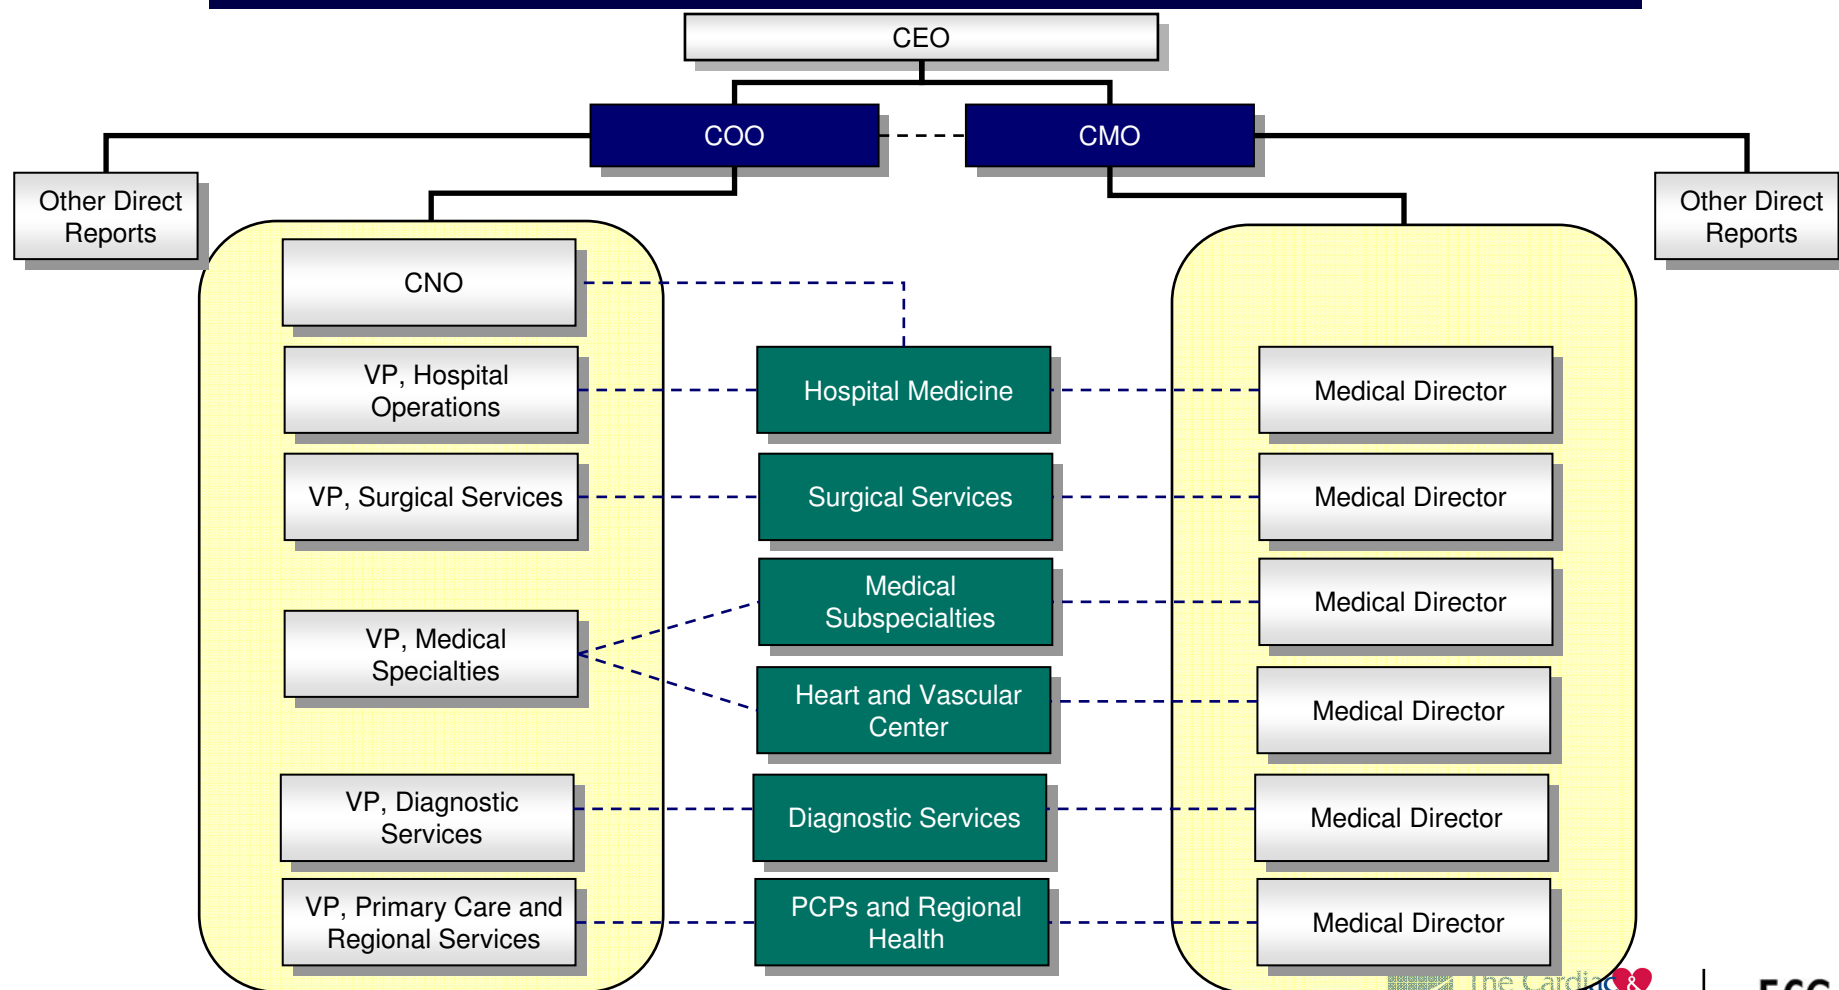 CEO
COO
CMO
Other Direct
Reports
Other Direct
Reports
CNO
VP, Hospital
Operations
Hospital Medicine
Medical Director
VP, Surgical Services
Surgical Services
Medical Director
Medical
Subspecialties
Medical Director
VP, Medical
Specialties
Heart and Vascular
Center
Medical Director
VP, Diagnostic
Services
Diagnostic Services
Medical Director
VP, Primary Care and
Regional Services
PCPs and Regional
Health
Medical Director
The Cardiac &